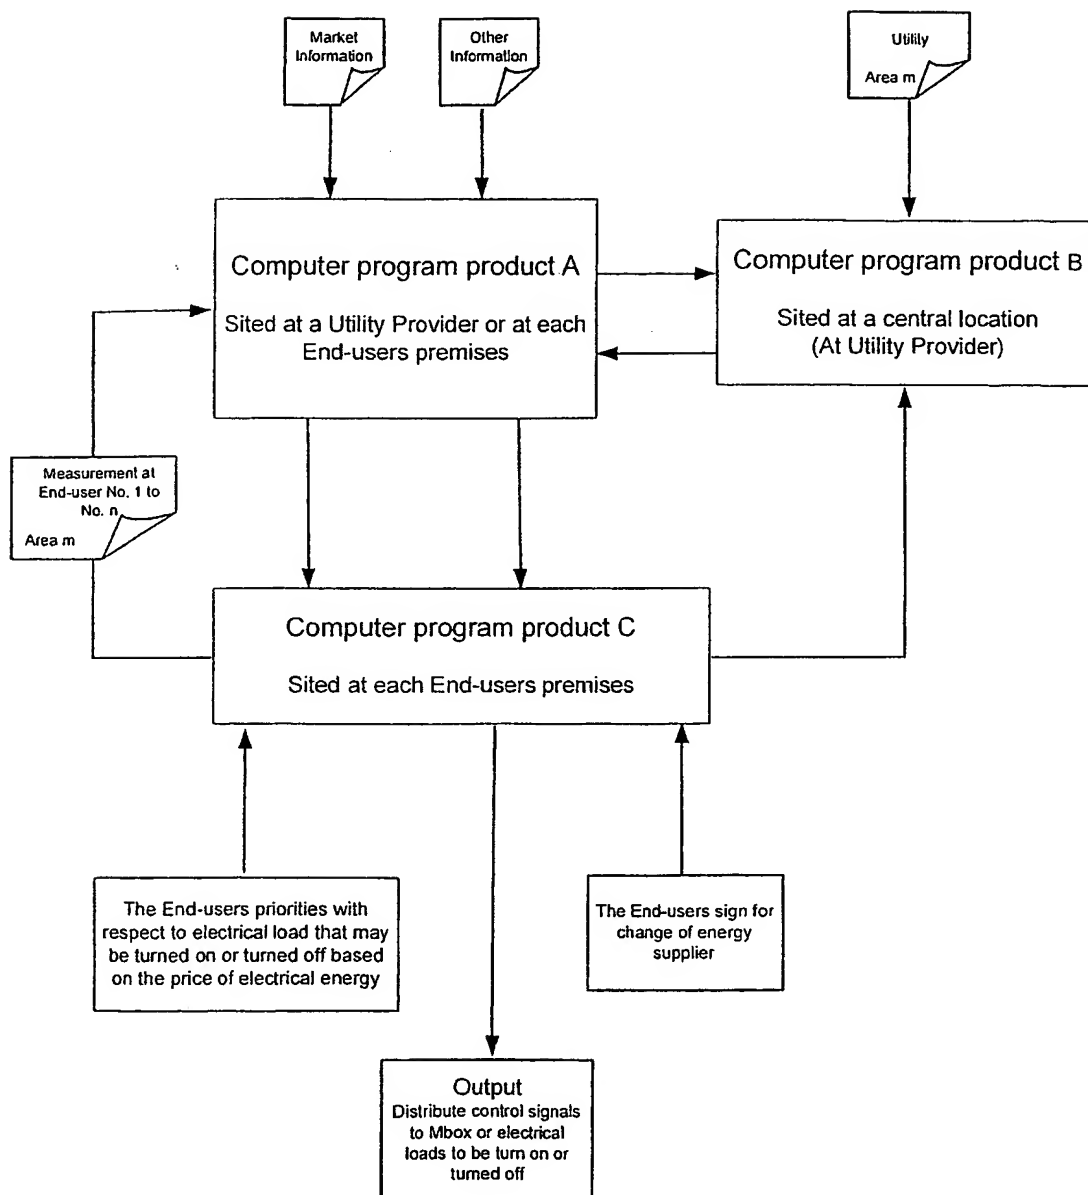 Market
Information
Other
Information
Utility
Area m
Computer program product A
Sited at a Utility Provider or at each
End-users premises
Computer program product B
Sited at a central location
(At Utility Provider)
Measurement at
End-user No. 1 to
No. n
Area m
Computer program product C
Sited at each End-users premises
The End-users priorities with
respect to electrical load that may
be turned on or turned off based
on the price of electrical energy
The End-users sign for
change of energy
supplier
Output
Distribute control signals
to Mbox or electrical
loads to be turn on or
turned off